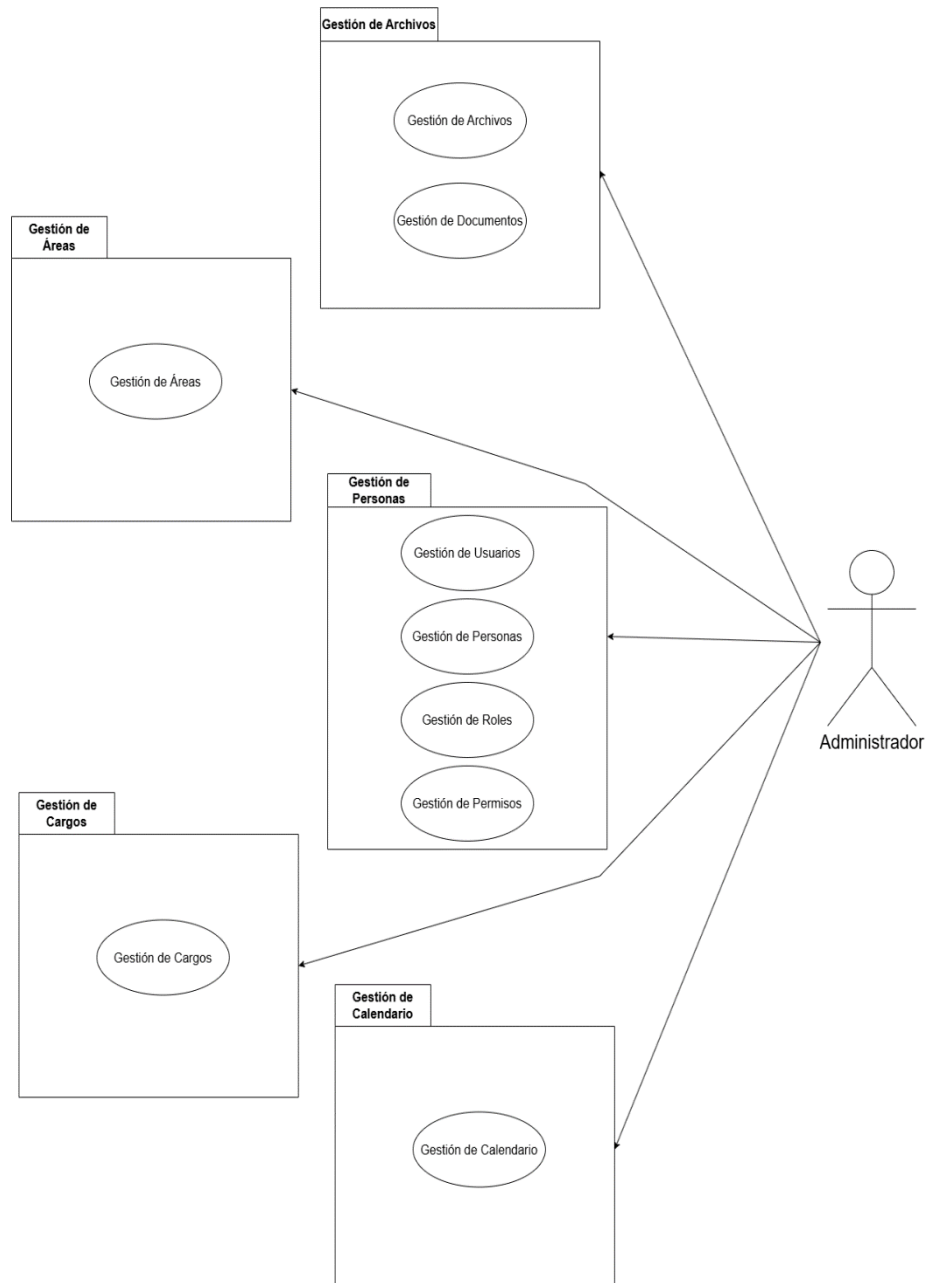 Gestión de Archivos
Gestión de Archivos
Gestión de Documentos
Gestión de
Áreas
Gestión de Áreas
Gestión de
Personas
Gestión de Usuarios
Gestión de Personas
Gestión de Roles
Gestión de Permisos
Administrador
Gestión de
Cargos
Gestión de Cargos
Gestión de
Calendario
Gestión de Calendario